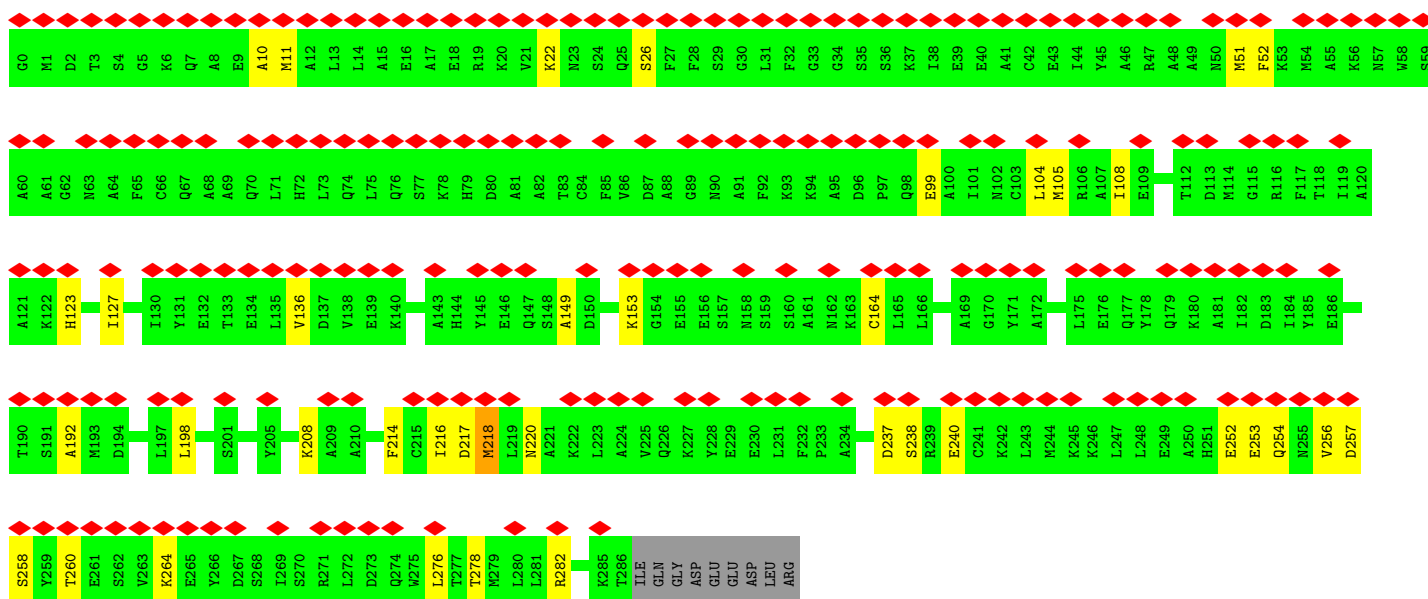 G0 M1 D2 T3 S4 G5 K6 Q7 A8 E9 A10 M11 A12 L13 L14 A15 E16 A17 E18 R19 K20 V21 K22 N23 S24 Q25 S26 F27 F28 S29 G30 L31 F32 G33 G34 S35 S36 K37 I38 E39 E40 A41 C42 E43 I44 Y45 A46 R47 A48 A49 N50 M51 F52 K53 M54 A55 K56 N57 W58 S59
A60 A61 G62 N63 A64 F65 C66 Q67 A68 A69 Q70 L71 H72 L73 Q74 L75 Q76 S77 K78 H79 D80 A81 A82 T83 C84 F85 V86 D87 A88 G89 N90 A91 F92 K93 K94 A95 D96 P97 Q98 E99 A100 I101 N102 C103 L104 M105 R106 A107 I108 E109 T112 D113 M114 G115 R116 F117 T118 I119 A120
A121 K122 H123 I127 I130 Y131 E132 T133 E134 L135 V136 D137 V138 E139 K140 A143 H144 Y145 E146 Q147 S148 A149 D150 K153 G154 E155 E156 S157 N158 S159 S160 A161 N162 K163 C164 L165 L166 A169 G170 Y171 A172 L175 E176 Q177 Y178 Q179 K180 A181 I182 D183 I184 Y185 E186
T190 S191 A192 M193 D194 L197 L198 S201 Y205 K208 A209 A210 F214 C215 I216 D217 M218 L219 N220 A221 K222 L223 A224 V225 Q226 K227 Y228 E229 E230 L231 F232 P233 A234 D237 S238 R239 E240 C241 K242 L243 M244 K245 K246 L247 L248 E249 A250 H251 E252 E253 Q254 N255 V256 D257
S258 Y259 T260 E261 S262 V263 K264 E265 Y266 D267 S268 I269 S270 R271 L272 D273 Q274 W275 L276 T277 T278 M279 L280 L281 R282 K285 T286 ILE GLN GLY ASP GLU GLU ASP LEU ARG